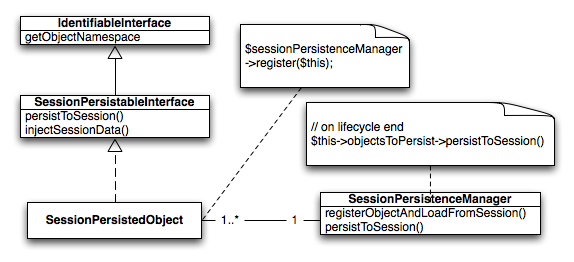 IdentifiableInterface
getObjectNamespace
$sessionPersistenceManager
->register($this);
SessionPersistableInterface
persistToSession()
injectSessionData()
// on lifecycle end
$this->objectsToPersist->persistToSession()
SessionPersistedObject
1..*
1
SessionPersistenceManager
registerObjectAndLoadFromSession()
persistToSession()